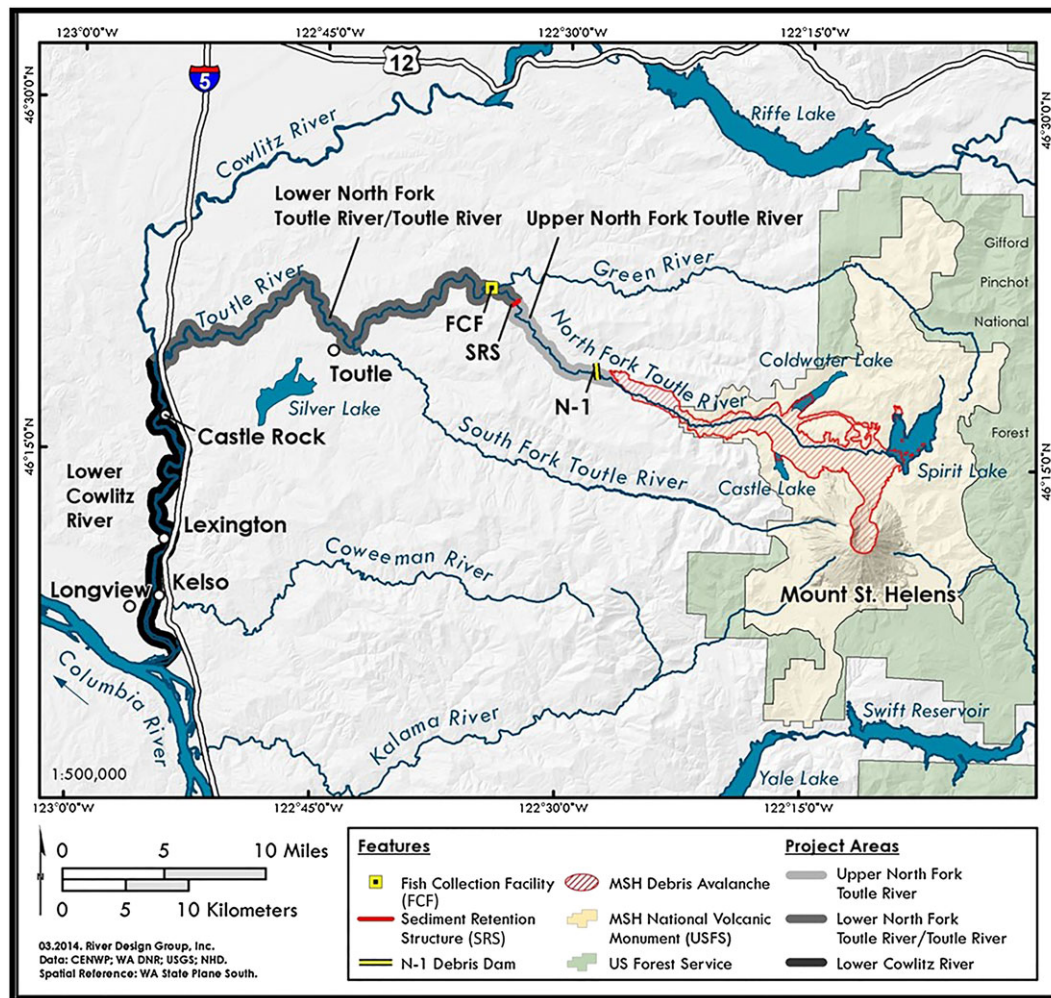 123°0'0"W
122°45'0"W
122°30'0"W
122°15'0"W
46°30'0"N
46°30'0"N
12
5
Cowlitz River
Riffe Lake
Lower North Fork
Toutle River/Toutle River
Upper North Fork Toutle River
Gifford
Pinchot
National
Forest
Green River
Toutle River
FCF
SRS
North Fork Toutle River
Coldwater Lake
Toutle
N-1
Silver Lake
Castle Rock
46°15'0"N
46°15'0"N
South Fork Toutle River
Castle Lake
Spirit Lake
Lower
Cowlitz
River
Lexington
Coweeman River
Longview
Kelso
Mount St. Helens
Columbia River
Kalama River
Swift Reservoir
Yale Lake
1:500,000
123°0'0"W
122°45'0"W
122°30'0"W
122°15'0"W
N
0 5 10 Miles
0 5 10 Kilometers
03.2014. River Design Group, Inc.
Data: CENWP; WA DNR; USGS; NHD.
Spatial Reference: WA State Plane South.
Features
Fish Collection Facility
(FCF)
Sediment Retention
Structure (SRS)
N-1 Debris Dam
MSH Debris Avalanche
MSH National Volcanic
Monument (USFS)
US Forest Service
Project Areas
Upper North Fork
Toutle River
Lower North Fork
Toutle River/Toutle River
Lower Cowlitz River